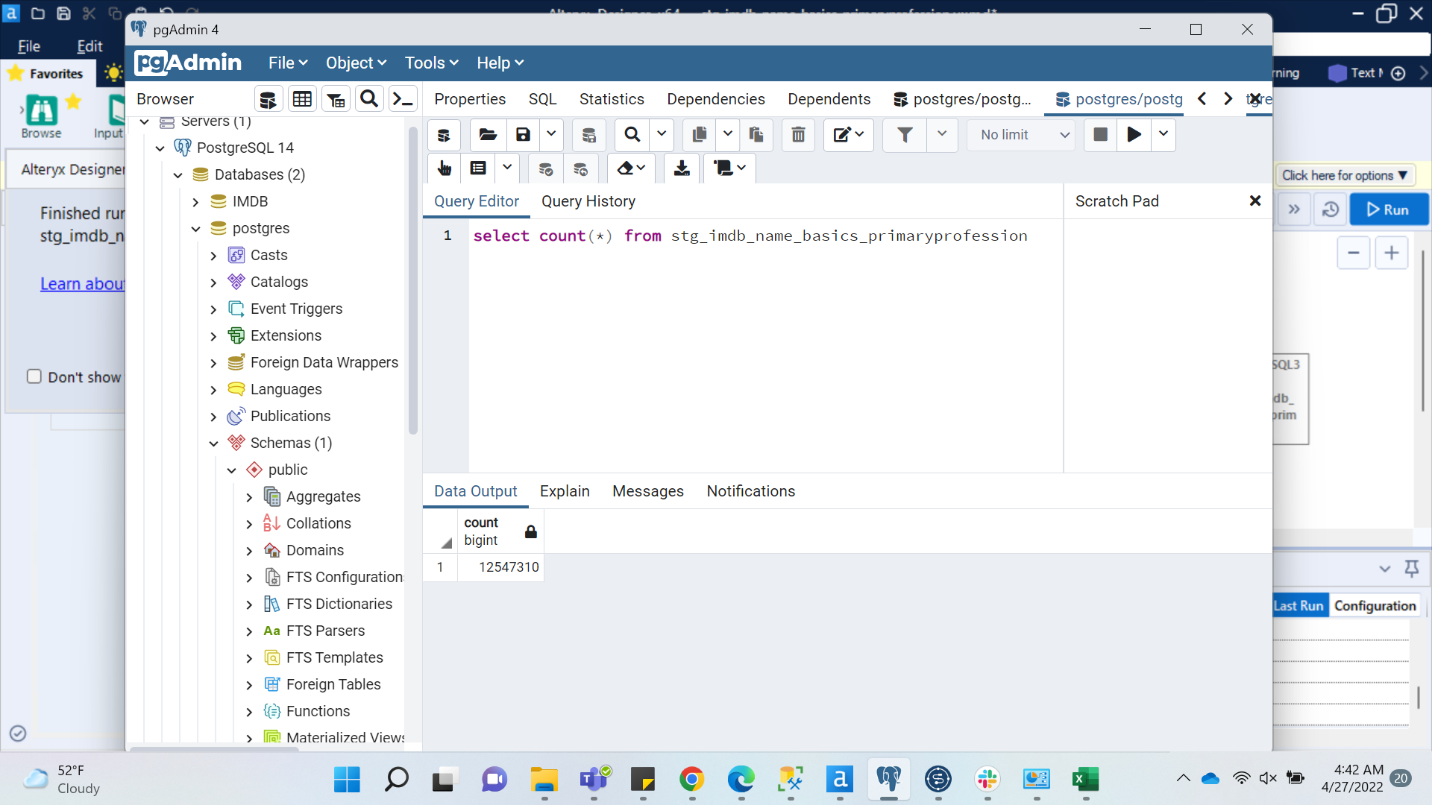 pgAdmin 4
File
Edit
pgAdmin
File
Object
Tools
Help
Favorites
Browse
Input
Text
Browser
Properties
SQL
Statistics
Dependencies
Dependents
postgres/postg...
postgres/postg
No limit
Servers (1)
PostgreSQL 14
Databases (2)
IMDB
postgres
Casts
Catalogs
Event Triggers
Extensions
Foreign Data Wrappers
Languages
Publications
Schemas (1)
public
Aggregates
Collations
Domains
FTS Configuration
FTS Dictionaries
Aa FTS Parsers
FTS Templates
Foreign Tables
Functions
Materialized Views
Alteryx Designer
Finished run
stg_imdb_n
Learn about
Don't show
Query Editor
Query History
Scratch Pad
1 select count(*) from stg_imdb_name_basics_primaryprofession
Data Output
Explain
Messages
Notifications
count
bigint
1 12547310
Click here for options
Run
SQL3
db_
prim
Last Run
Configuration
52°F
Cloudy
4:42 AM
4/27/2022
20